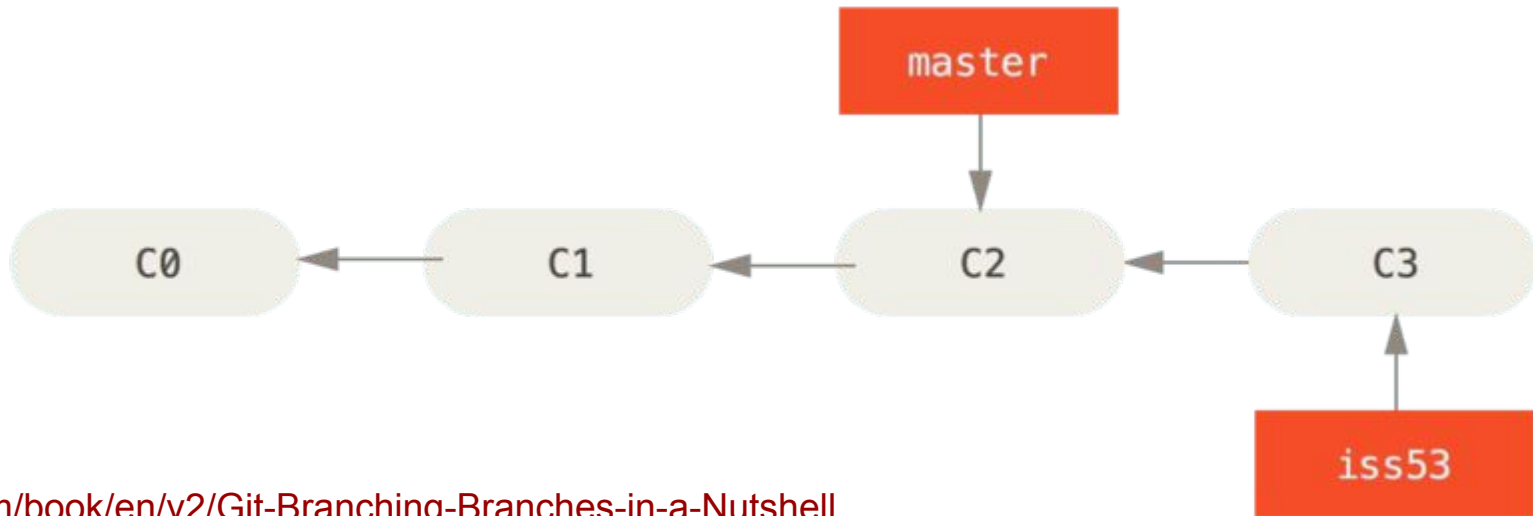 master
C0 C1 C2 C3
iss53
m/book/en/v2/Git-Branching-Branches-in-a-Nutshell